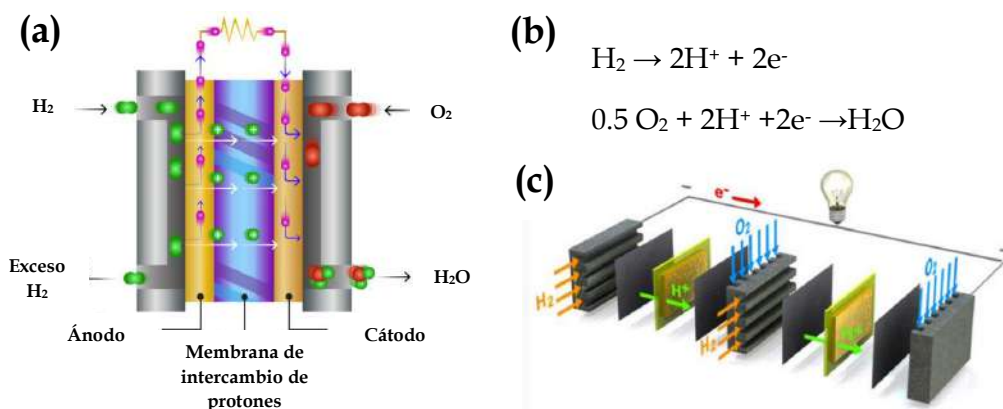 (a)
H₂
O₂
Exceso
H₂
H₂O
Ánodo
Cátodo
Membrana de
intercambio de
protones
(b)
H₂ → 2H⁺ + 2e⁻
0.5 O₂ + 2H⁺ +2e⁻ →H₂O
(c)
e⁻
O₂
O₂
H⁺
H₂
H₂